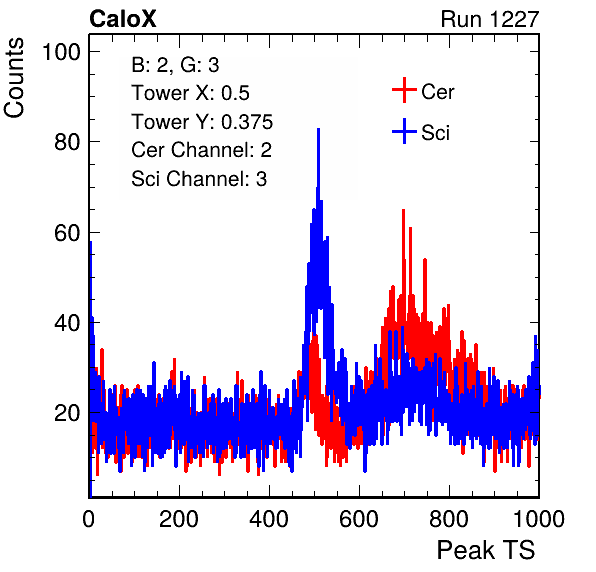 CaloX Run 1227
Counts
100
80
60
40
20
B: 2, G: 3
Tower X: 0.5
Tower Y: 0.375
Cer Channel: 2
Sci Channel: 3
Cer
Sci
0 200 400 600 800 1000
Peak TS